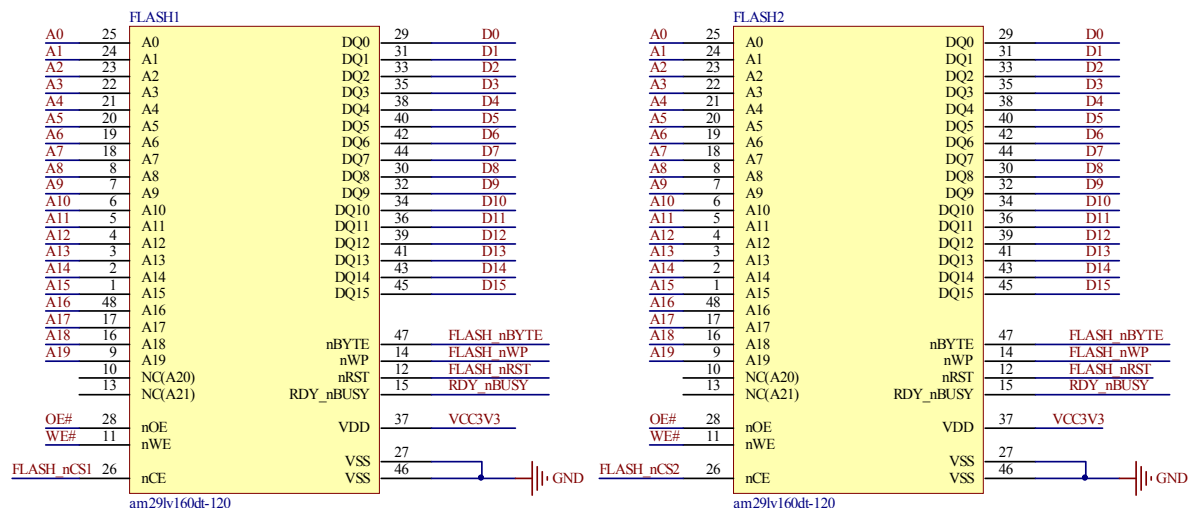 FLASH1 FLASH2
A0 25 A0 DQ0 29 D0 A0 25 A0 DQ0 29 D0
A1 24 A1 DQ1 31 D1 A1 24 A1 DQ1 31 D1
A2 23 A2 DQ2 33 D2 A2 23 A2 DQ2 33 D2
A3 22 A3 DQ3 35 D3 A3 22 A3 DQ3 35 D3
A4 21 A4 DQ4 38 D4 A4 21 A4 DQ4 38 D4
A5 20 A5 DQ5 40 D5 A5 20 A5 DQ5 40 D5
A6 19 A6 DQ6 42 D6 A6 19 A6 DQ6 42 D6
A7 18 A7 DQ7 44 D7 A7 18 A7 DQ7 44 D7
A8 8 A8 DQ8 30 D8 A8 8 A8 DQ8 30 D8
A9 7 A9 DQ9 32 D9 A9 7 A9 DQ9 32 D9
A10 6 A10 DQ10 34 D10 A10 6 A10 DQ10 34 D10
A11 5 A11 DQ11 36 D11 A11 5 A11 DQ11 36 D11
A12 4 A12 DQ12 39 D12 A12 4 A12 DQ12 39 D12
A13 3 A13 DQ13 41 D13 A13 3 A13 DQ13 41 D13
A14 2 A14 DQ14 43 D14 A14 2 A14 DQ14 43 D14
A15 1 A15 DQ15 45 D15 A15 1 A15 DQ15 45 D15
A16 48 A16 A16 48 A16
A17 17 A17 A17 17 A17
A18 16 A18 nBYTE 47 FLASH_nBYTE A18 16 A18 nBYTE 47 FLASH_nBYTE
A19 9 A19 nWP 14 FLASH_nWP A19 9 A19 nWP 14 FLASH_nWP
10 NC(A20) nRST 12 FLASH_nRST 10 NC(A20) nRST 12 FLASH_nRST
13 NC(A21) RDY_nBUSY 15 RDY_nBUSY 13 NC(A21) RDY_nBUSY 15 RDY_nBUSY
OE# 28 nOE VDD 37 VCC3V3 OE# 28 nOE VDD 37 VCC3V3
WE# 11 nWE WE# 11 nWE
VSS 27 VSS 27
FLASH_nCS1 26 nCE VSS 46 GND FLASH_nCS2 26 nCE VSS 46 GND
am29lv160dt-120 am29lv160dt-120